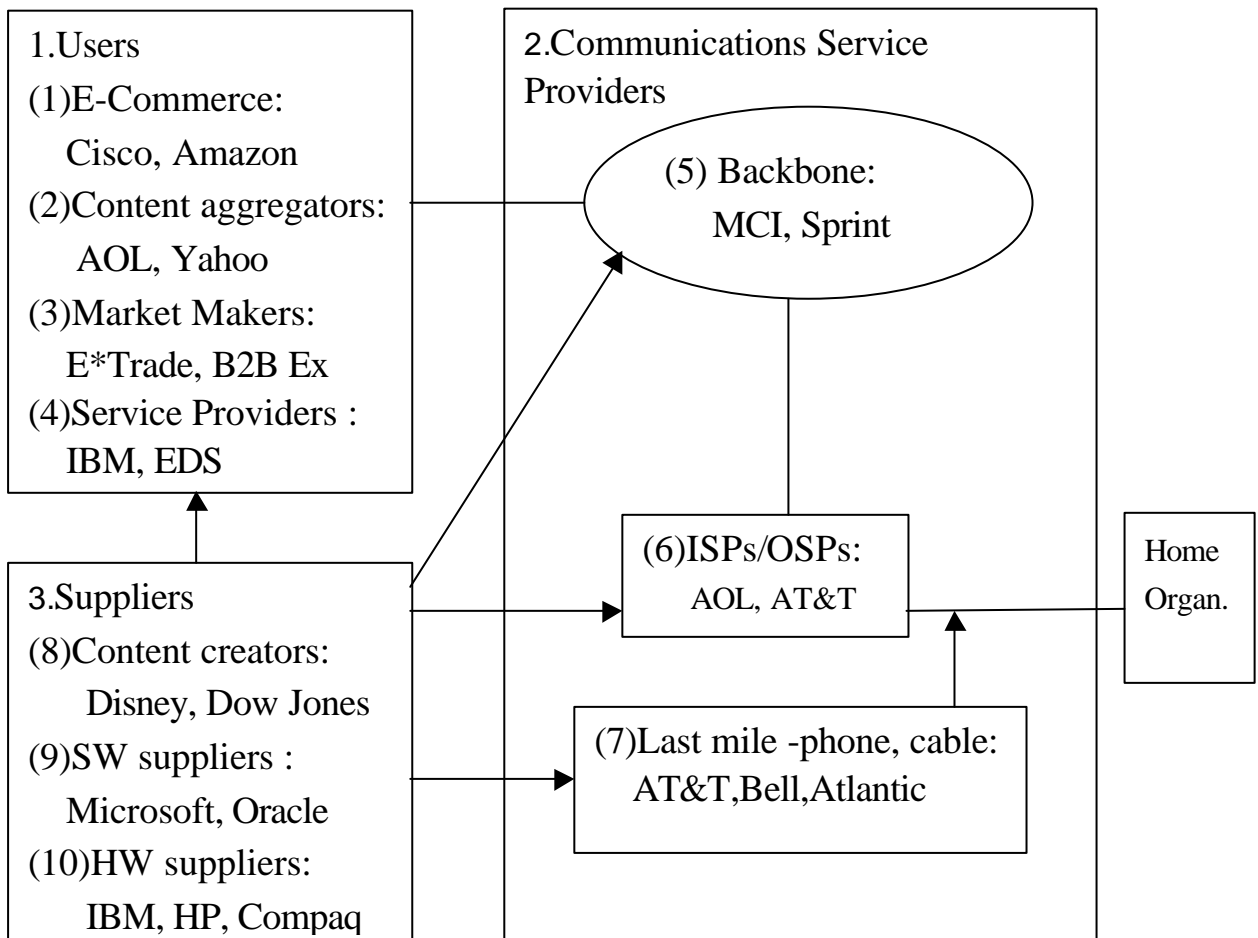 1.Users
(1)E-Commerce:
Cisco, Amazon
(2)Content aggregators:
AOL, Yahoo
(3)Market Makers:
E*Trade, B2B Ex
(4)Service Providers :
IBM, EDS
2.Communications Service
Providers
(5) Backbone:
MCI, Sprint
(6)ISPs/OSPs:
AOL, AT&T
Home
Organ.
3.Suppliers
(8)Content creators:
Disney, Dow Jones
(9)SW suppliers :
Microsoft, Oracle
(10)HW suppliers:
IBM, HP, Compaq
(7)Last mile -phone, cable:
AT&T,Bell,Atlantic